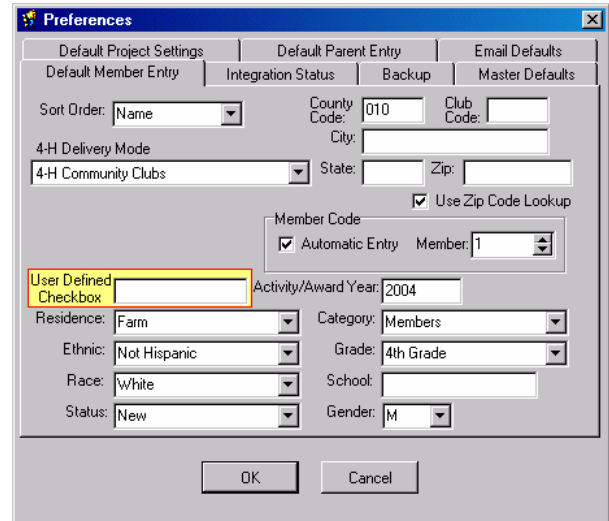 Preferences
Default Project Settings Default Parent Entry Email Defaults
Default Member Entry Integration Status Backup Master Defaults
Sort Order: Name County Code: 010 Club Code:
City:
4-H Delivery Mode
4-H Community Clubs State: Zip:
Use Zip Code Lookup
Member Code
Automatic Entry Member: 1
User Defined Checkbox Activity/Award Year: 2004
Residence: Farm Category: Members
Ethnic: Not Hispanic Grade: 4th Grade
Race: White School:
Status: New Gender: M
OK Cancel